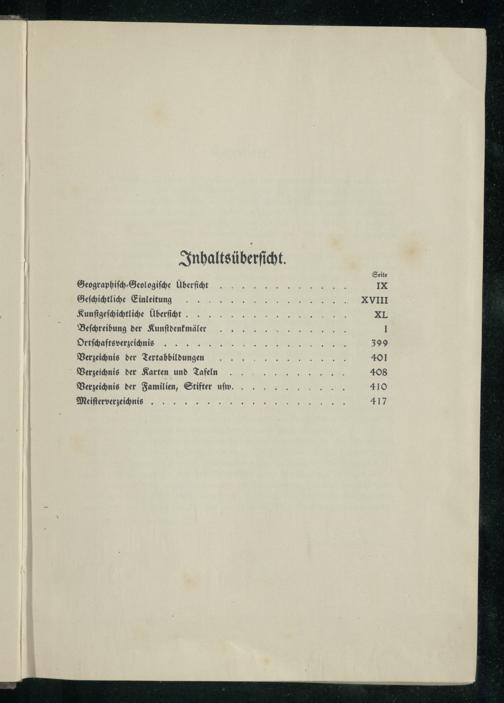 Inhaltsübersicht.
Seite
Geographisch-Geologische Übersicht . . . . . . . . . . . . IX
Geschichtliche Einleitung . . . . . . . . . . . . . . XVIII
Kunstgeschichtliche Übersicht . . . . . . . . . . . . . . XL
Beschreibung der Kunstdenkmäler . . . . . . . . . . . . 1
Ortschaftsverzeichnis . . . . . . . . . . . . . . . . 399
Verzeichnis der Textabbildungen . . . . . . . . . . . . 401
Verzeichnis der Karten und Tafeln . . . . . . . . . . . 408
Verzeichnis der Familien, Stifter usw. . . . . . . . . . . 410
Meisterverzeichnis . . . . . . . . . . . . . . . . . 417